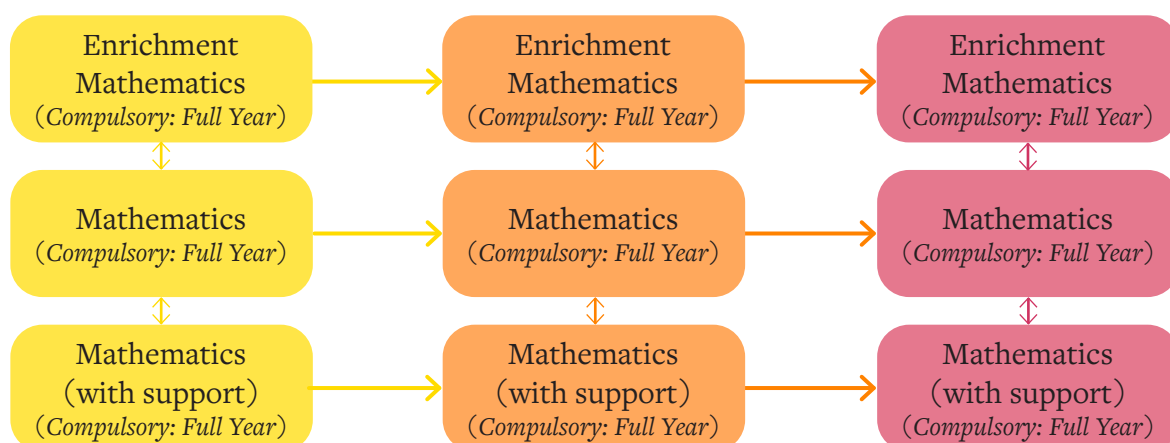 Enrichment
Mathematics
(Compulsory: Full Year)
Enrichment
Mathematics
(Compulsory: Full Year)
Enrichment
Mathematics
(Compulsory: Full Year)
Mathematics
(Compulsory: Full Year)
Mathematics
(Compulsory: Full Year)
Mathematics
(Compulsory: Full Year)
Mathematics
(with support)
(Compulsory: Full Year)
Mathematics
(with support)
(Compulsory: Full Year)
Mathematics
(with support)
(Compulsory: Full Year)